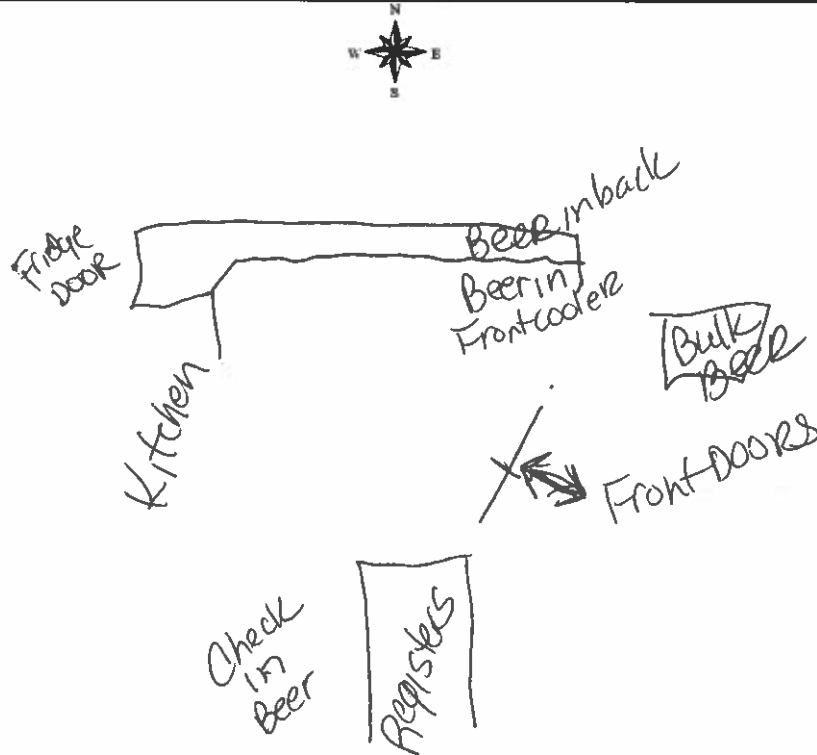 N
W E
S
Beer in back
Fridge
Door
Beer in
Front cooler
Bulk
Beer
Kitchen
Front Doors
Check
in
Beer
Registers